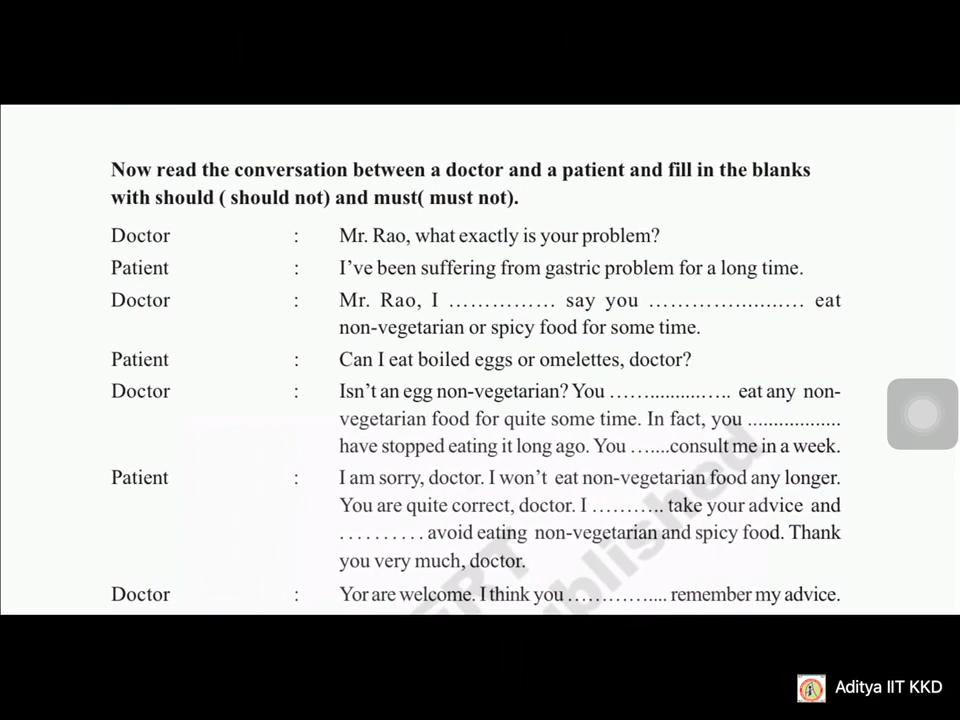 Now read the conversation between a doctor and a patient and fill in the blanks
with should ( should not) and must( must not).
Doctor : Mr. Rao, what exactly is your problem?
Patient : I've been suffering from gastric problem for a long time.
Doctor : Mr. Rao, I …………… say you ………….........… eat
non-vegetarian or spicy food for some time.
Patient : Can I eat boiled eggs or omelettes, doctor?
Doctor : Isn't an egg non-vegetarian? You ……...........….. eat any non-
vegetarian food for quite some time. In fact, you ..................
have stopped eating it long ago. You …....consult me in a week.
Patient : I am sorry, doctor. I won't eat non-vegetarian food any longer.
You are quite correct, doctor. I ……….. take your advice and
. . . . . . . . . . avoid eating non-vegetarian and spicy food. Thank
you very much, doctor.
Doctor : Yor are welcome. I think you ………….... remember my advice.
Aditya IIT KKD